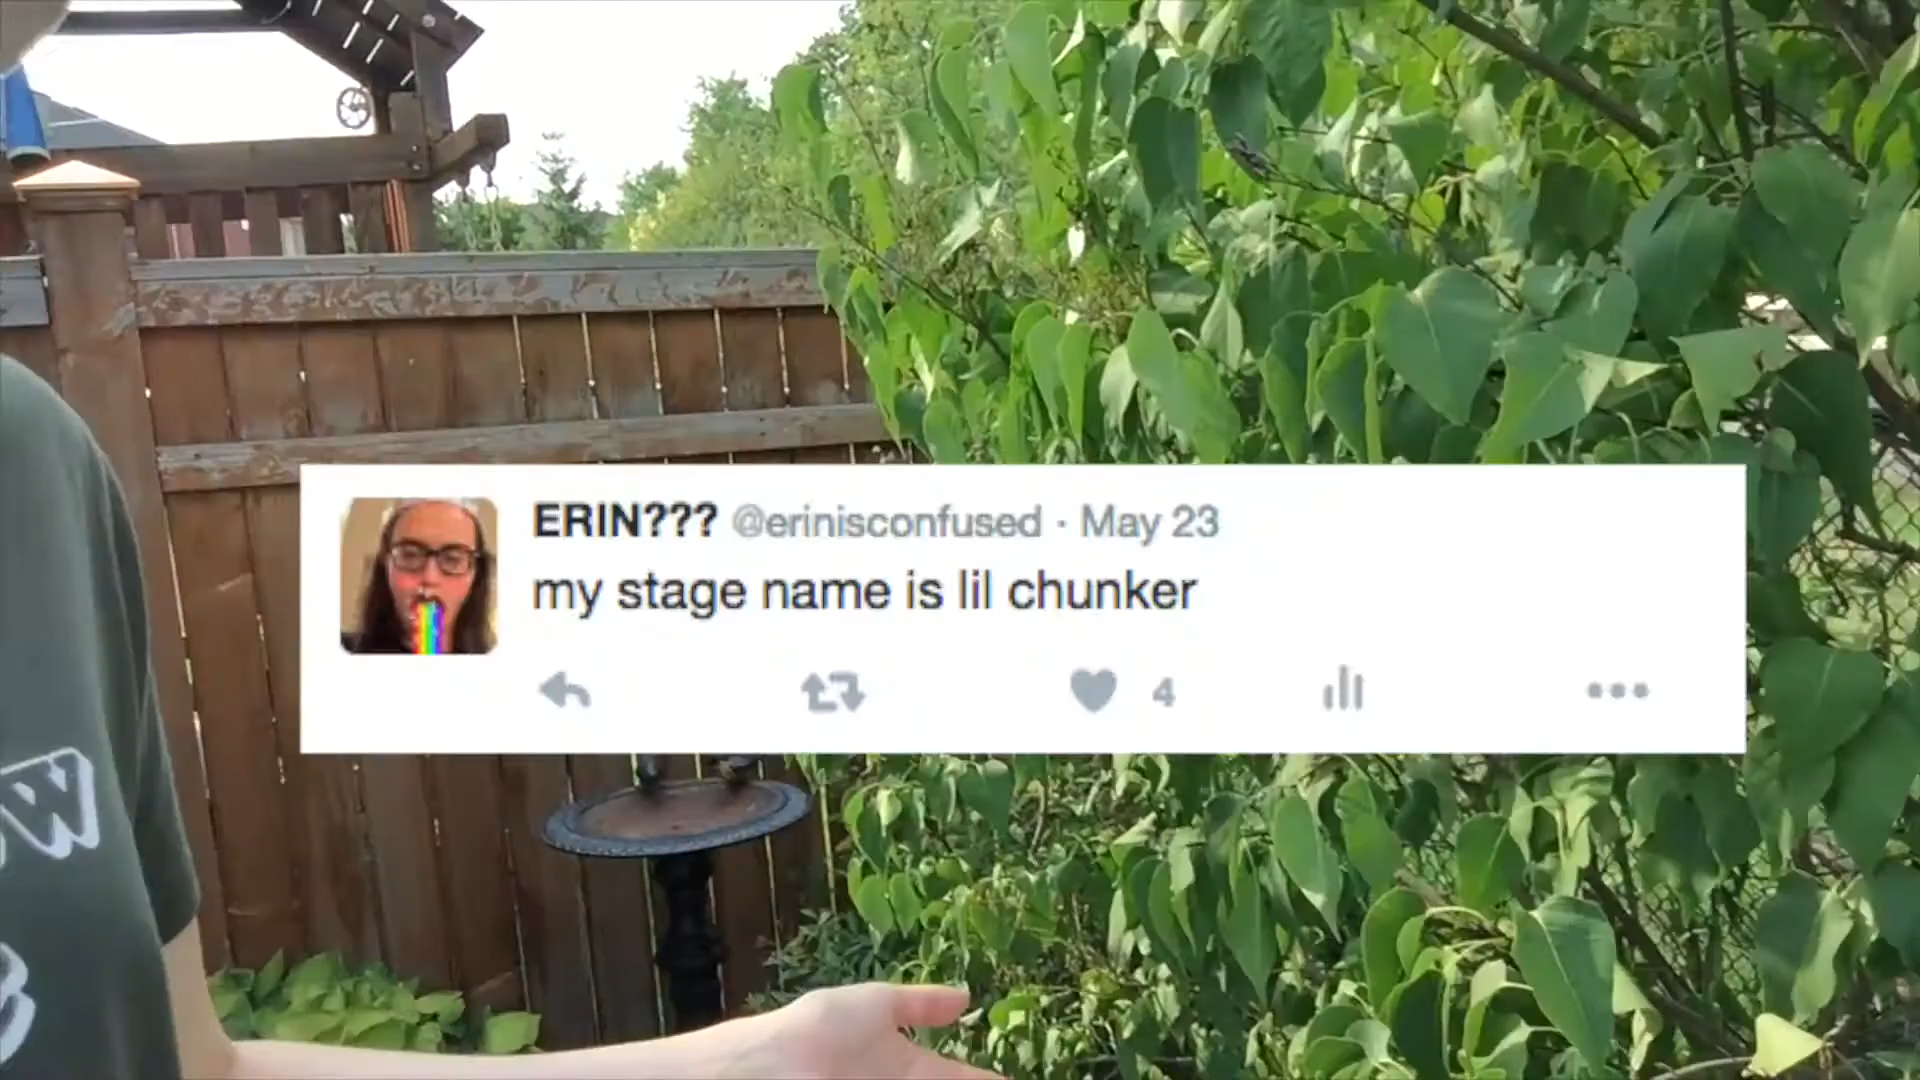 ERIN??? @erinisconfused · May 23
my stage name is lil chunker
4